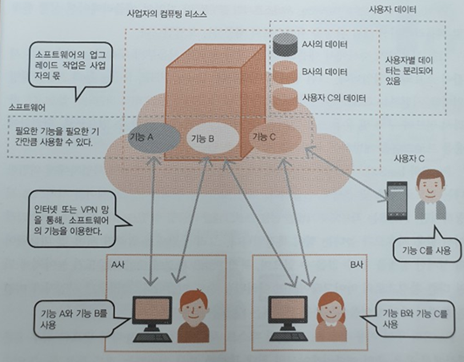 사업자의 컴퓨팅 리소스
사용자 데이터
소프트웨어의 업그
레이드 작업은 사업
자의 몫
A사의 데이터
B사의 데이터
사용자 C의 데이터
사용자별 데이
터는 분리되어
있음
소프트웨어
필요한 기능을 필요한 기
간만큼 사용할 수 있다.
기능 A
기능 B
기능 C
사용자 C
인터넷 또는 VPN 망
을 통해, 소프트웨어
의 기능을 이용한다.
기능 C를 사용
A사
B사
기능 A와 기능 B를
사용
기능 B와 기능 C를
사용